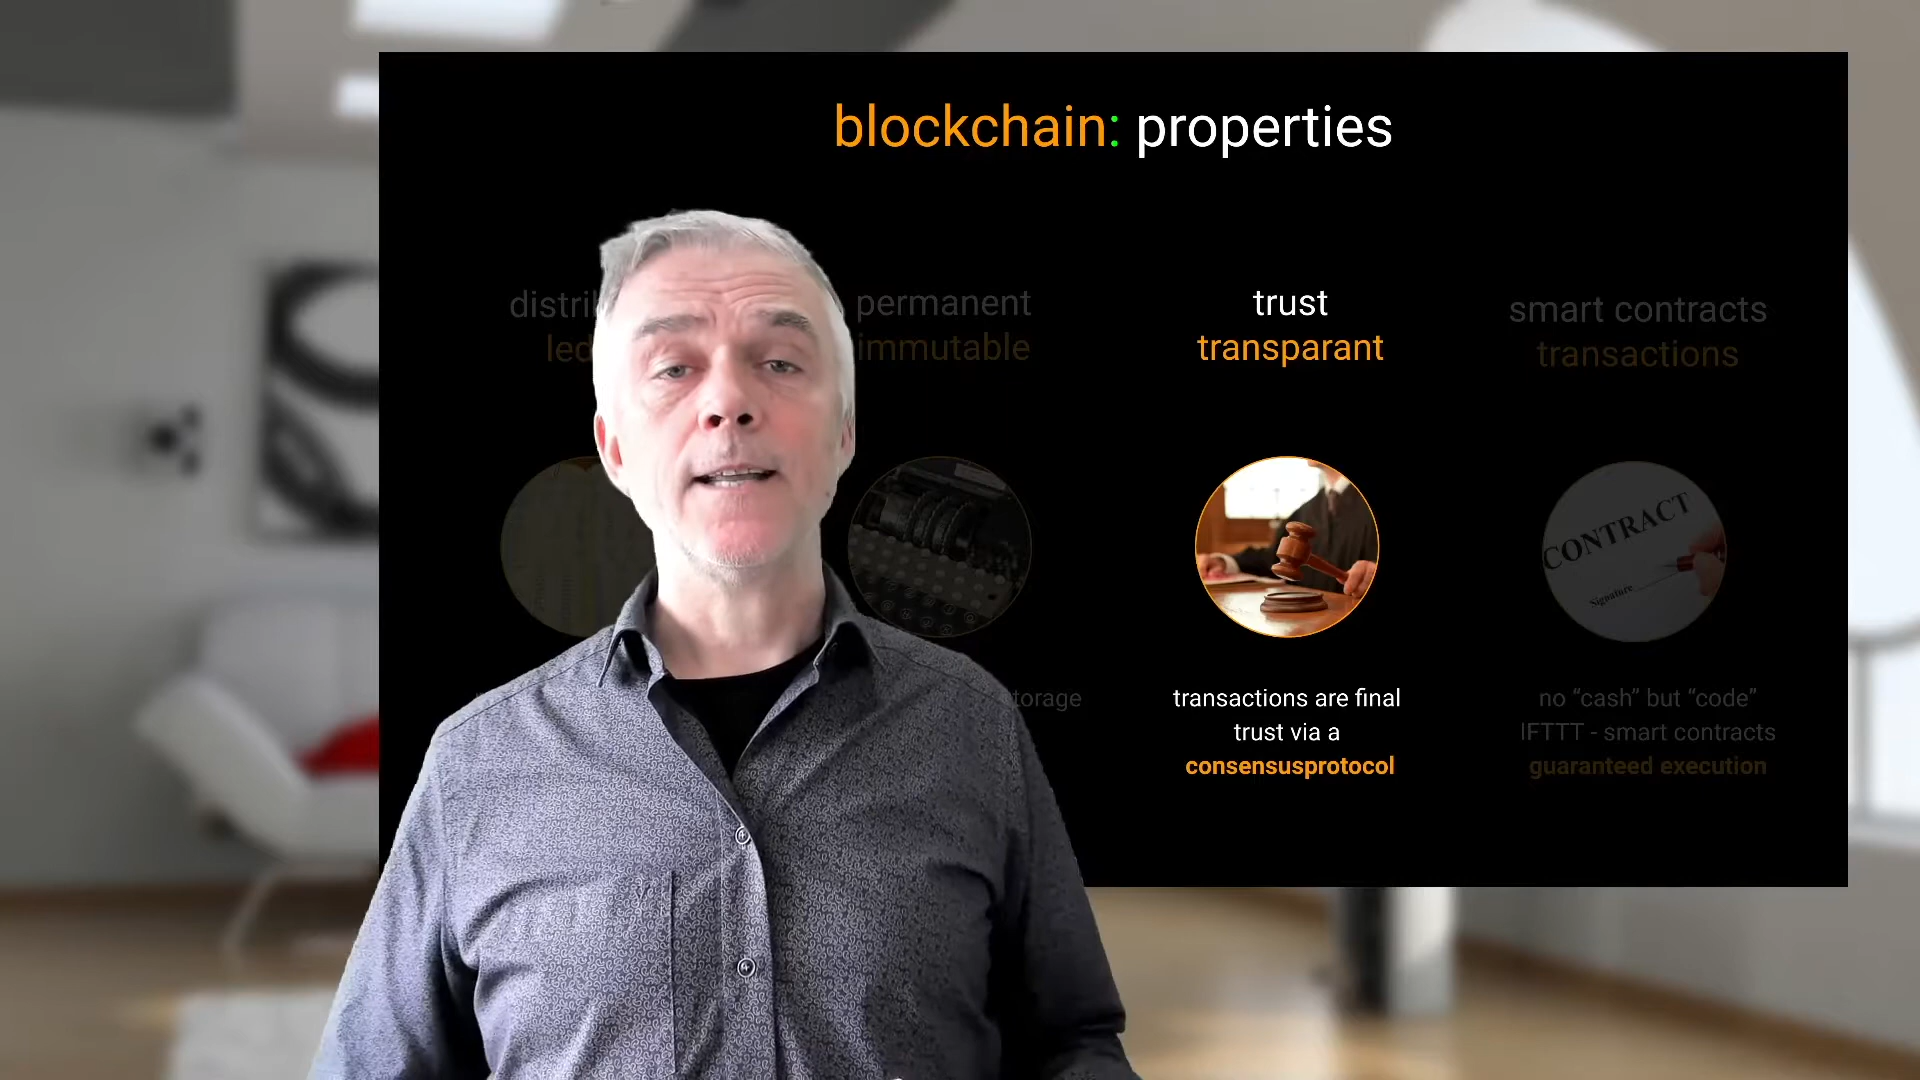 blockchain: properties
permanent
immutable
trust
transparant
smart contracts
transactions
CONTRACT
Signature
transactions are final
trust via a
consensusprotocol
no “cash” but “code”
IFTTT - smart contracts
guaranteed execution